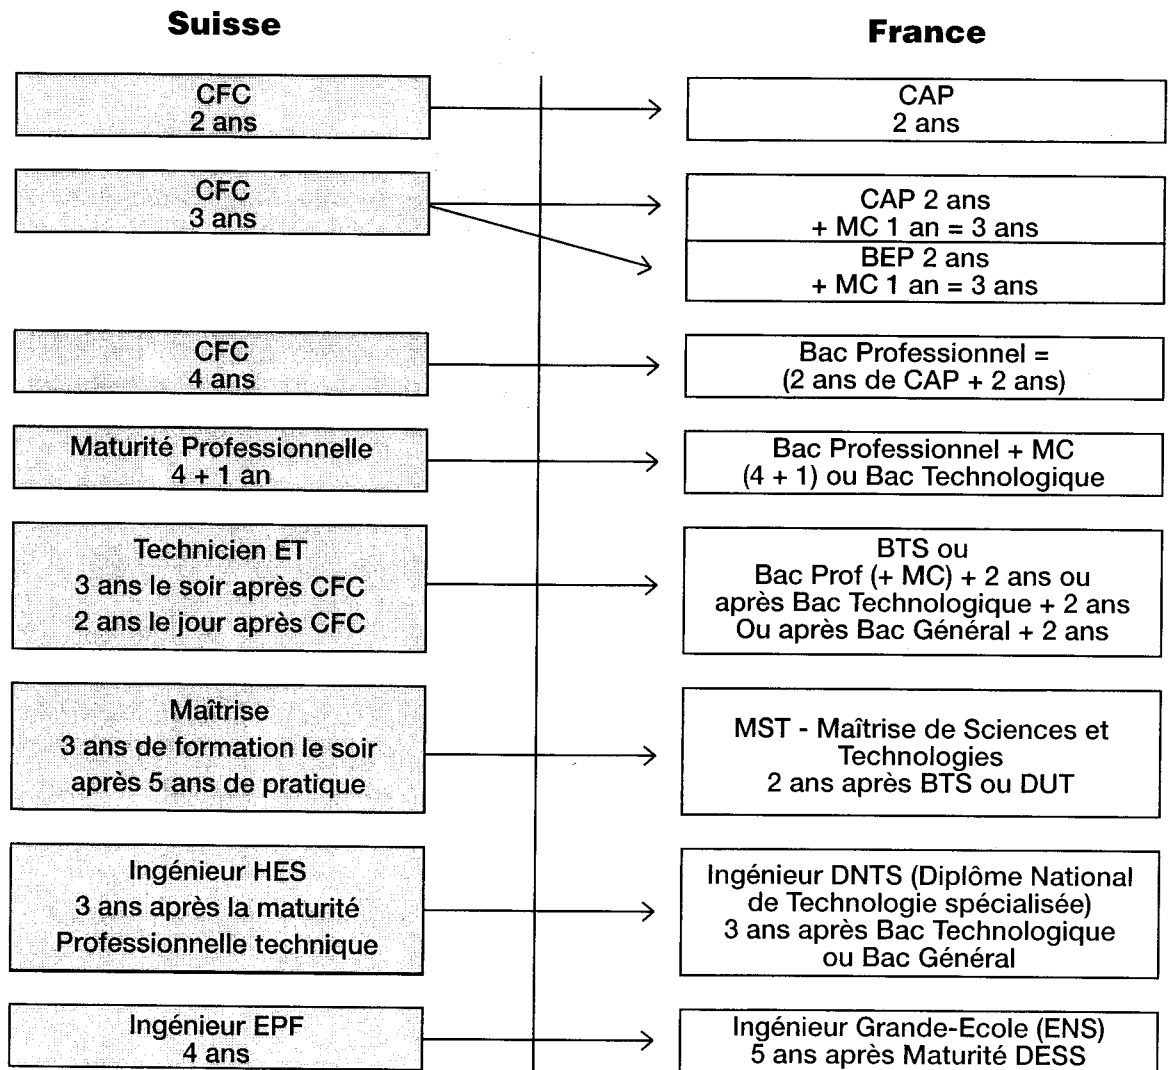 Suisse
France
CFC
2 ans
CAP
2 ans
CFC
3 ans
CAP 2 ans
+ MC 1 an = 3 ans
BEP 2 ans
+ MC 1 an = 3 ans
CFC
4 ans
Bac Professionnel =
(2 ans de CAP + 2 ans)
Maturité Professionnelle
4 + 1 an
Bac Professionnel + MC
(4 + 1) ou Bac Technologique
Technicien ET
3 ans le soir après CFC
2 ans le jour après CFC
BTS ou
Bac Prof (+ MC) + 2 ans ou
après Bac Technologique + 2 ans
Ou après Bac Général + 2 ans
Maîtrise
3 ans de formation le soir
après 5 ans de pratique
MST - Maîtrise de Sciences et
Technologies
2 ans après BTS ou DUT
Ingénieur HES
3 ans après la maturité
Professionnelle technique
Ingénieur DNTS (Diplôme National
de Technologie spécialisée)
3 ans après Bac Technologique
ou Bac Général
Ingénieur EPF
4 ans
Ingénieur Grande-Ecole (ENS)
5 ans après Maturité DESS